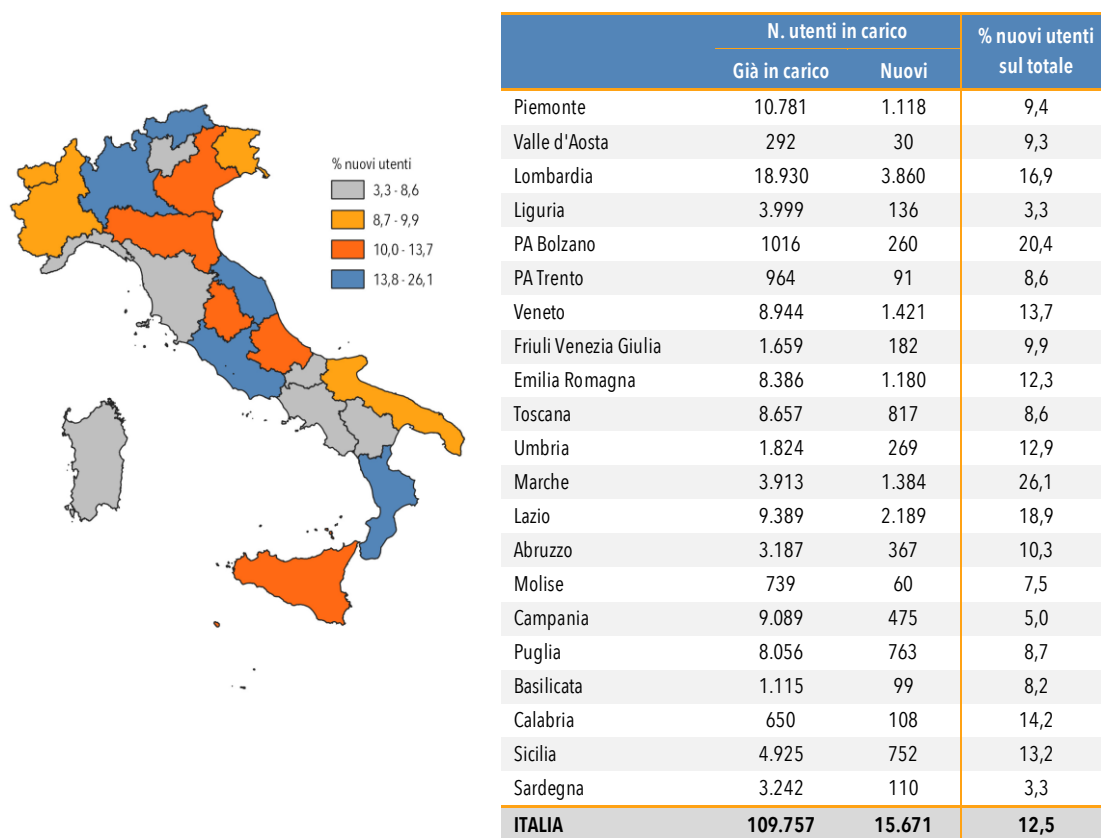 % nuovi utenti
3,3 - 8,6
8,7 - 9,9
10,0 - 13,7
13,8 - 26,1
N. utenti in carico
% nuovi utenti sul totale
Già in carico Nuovi
Piemonte 10.781 1.118 9,4
Valle d'Aosta 292 30 9,3
Lombardia 18.930 3.860 16,9
Liguria 3.999 136 3,3
PA Bolzano 1016 260 20,4
PA Trento 964 91 8,6
Veneto 8.944 1.421 13,7
Friuli Venezia Giulia 1.659 182 9,9
Emilia Romagna 8.386 1.180 12,3
Toscana 8.657 817 8,6
Umbria 1.824 269 12,9
Marche 3.913 1.384 26,1
Lazio 9.389 2.189 18,9
Abruzzo 3.187 367 10,3
Molise 739 60 7,5
Campania 9.089 475 5,0
Puglia 8.056 763 8,7
Basilicata 1.115 99 8,2
Calabria 650 108 14,2
Sicilia 4.925 752 13,2
Sardegna 3.242 110 3,3
ITALIA 109.757 15.671 12,5